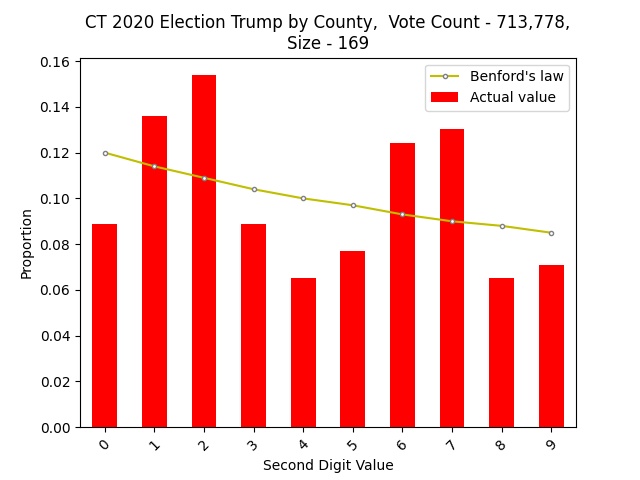 CT 2020 Election Trump by County,  Vote Count - 713,778,
Size - 169
Benford's law
Actual value
0.16
0.14
0.12
0.10
0.08
0.06
0.04
0.02
0.00
Proportion
0 1 2 3 4 5 6 7 8 9
Second Digit Value